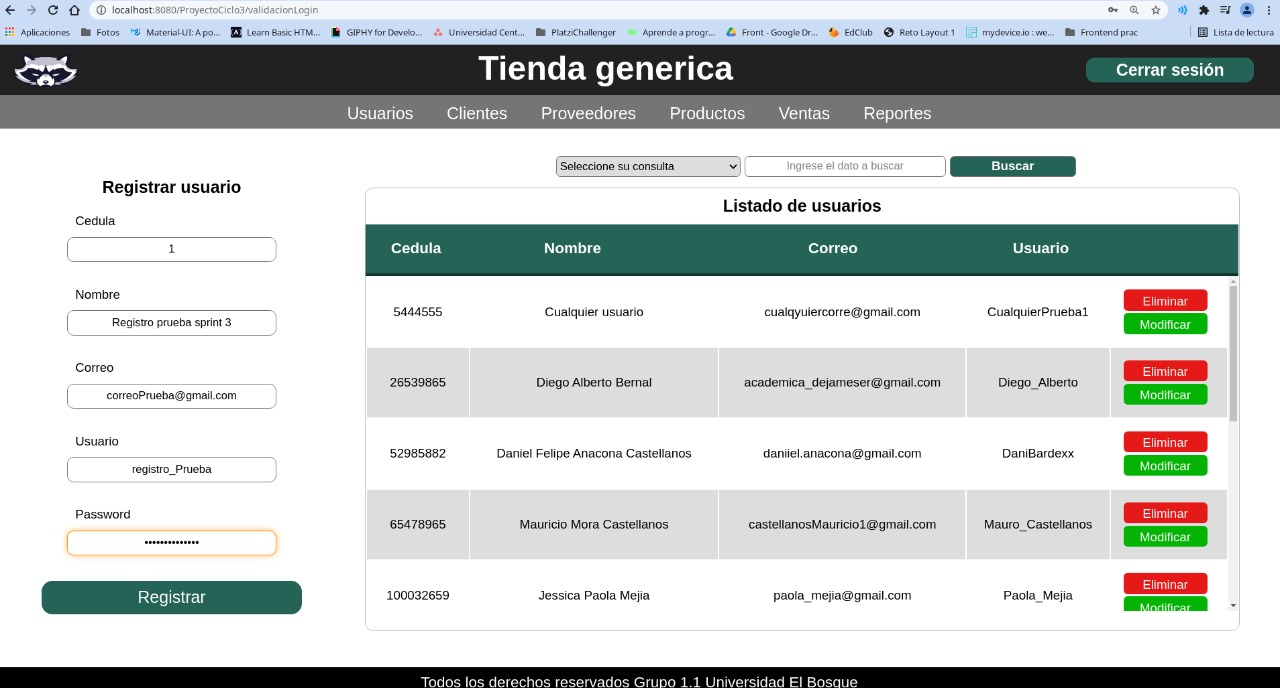 localhost:8080/ProyectoCiclo3/validacionLogin
Aplicaciones Fotos Material-UI: A po... Learn Basic HTM... GIPHY for Develo... Universidad Cent... PlatziChallenger Aprende a progr... Front - Google Dr... EdClub Reto Layout 1 mydevice.io : we... Frontend prac Lista de lectura
Tienda generica
Cerrar sesión
Usuarios Clientes Proveedores Productos Ventas Reportes
Seleccione su consulta Ingrese el dato a buscar Buscar
Registrar usuario
Cedula
1
Nombre
Registro prueba sprint 3
Correo
correoPrueba@gmail.com
Usuario
registro_Prueba
Password
••••••••••••••
Registrar
Listado de usuarios
Cedula Nombre Correo Usuario
5444555 Cualquier usuario cualqyuiercorre@gmail.com CualquierPrueba1 Eliminar
Modificar
26539865 Diego Alberto Bernal academica_dejameser@gmail.com Diego_Alberto Eliminar
Modificar
52985882 Daniel Felipe Anacona Castellanos daniiel.anacona@gmail.com DaniBardexx Eliminar
Modificar
65478965 Mauricio Mora Castellanos castellanosMauricio1@gmail.com Mauro_Castellanos Eliminar
Modificar
100032659 Jessica Paola Mejia paola_mejia@gmail.com Paola_Mejia Eliminar
Modificar
Todos los derechos reservados Grupo 1.1 Universidad El Bosque